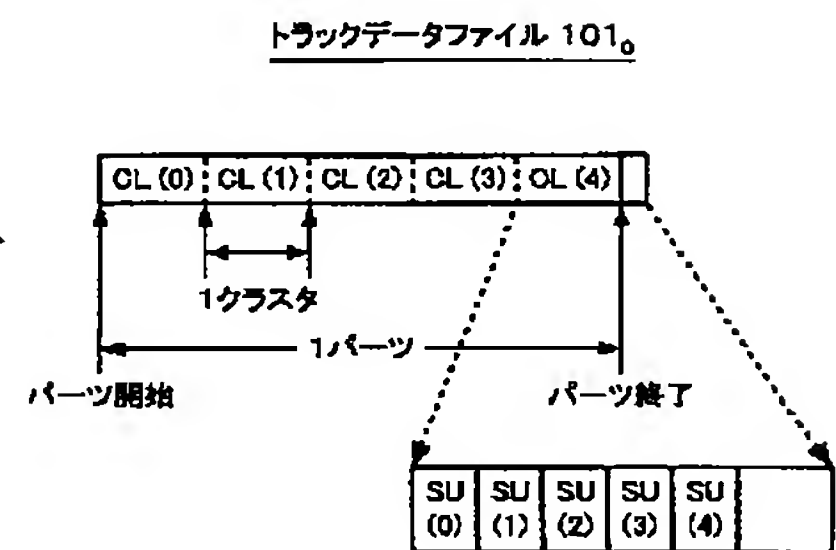 トラックデータファイル 101₀
CL (0) CL (1) CL (2) CL (3) CL (4)
1クラスタ
1パーツ
パーツ開始 パーツ終了
SU SU SU SU SU
(0) (1) (2) (3) (4)